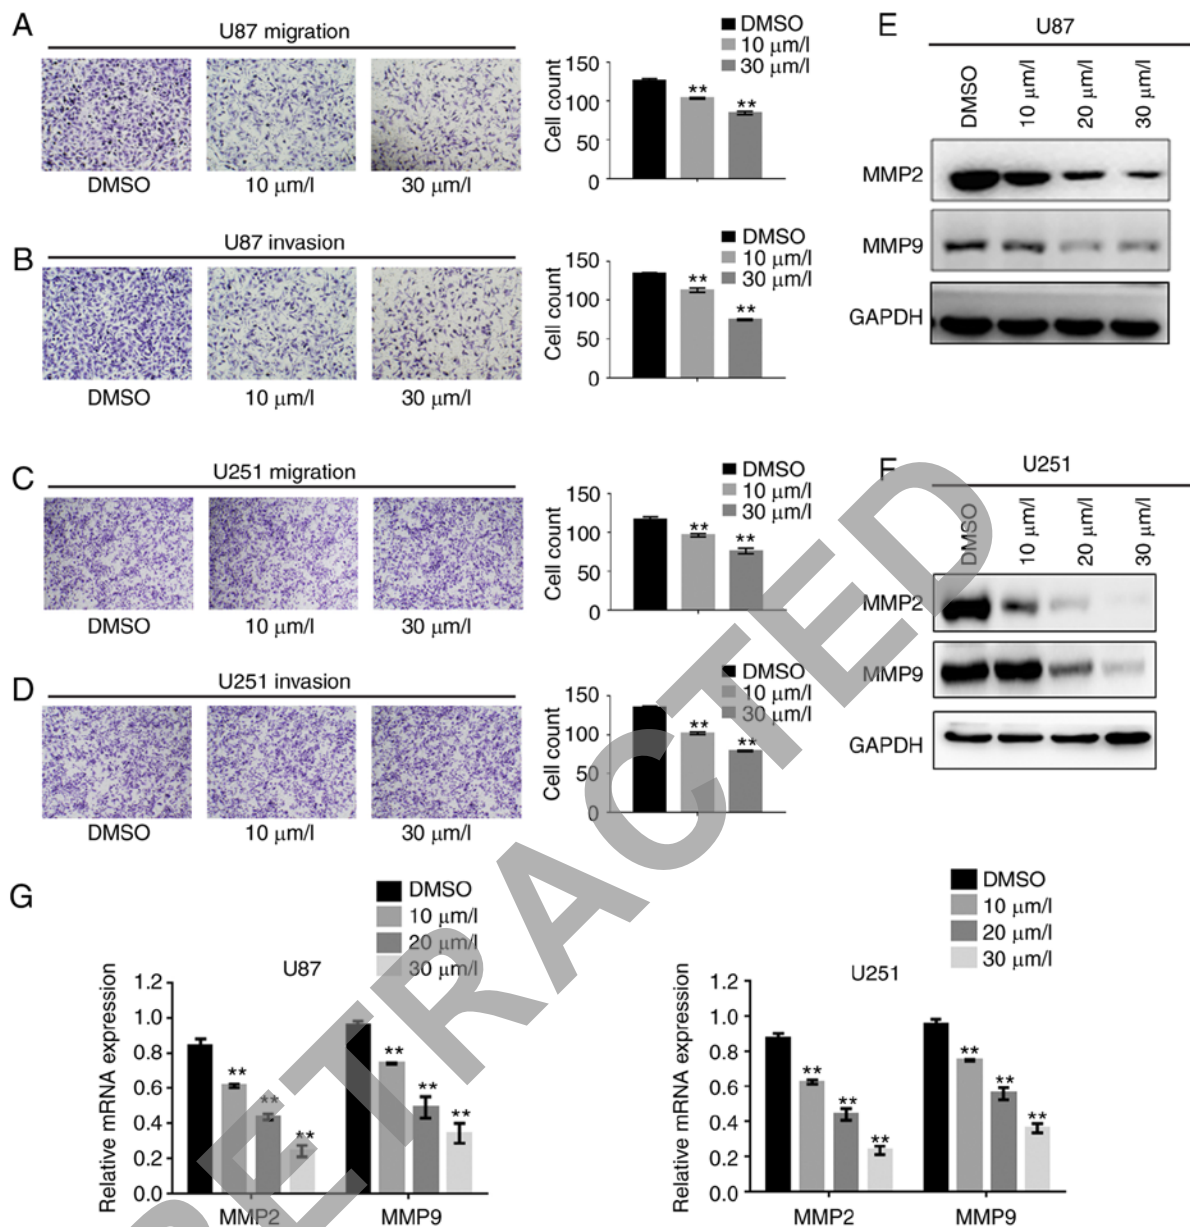 A
U87 migration
DMSO
10 μm/l
30 μm/l
Cell count
150
100
50
0
** **
DMSO
10 μm/l
30 μm/l
B
U87 invasion
DMSO
10 μm/l
30 μm/l
Cell count
150
100
50
0
** **
DMSO
10 μm/l
30 μm/l
C
U251 migration
DMSO
10 μm/l
30 μm/l
Cell count
150
100
50
0
** **
DMSO
10 μm/l
30 μm/l
D
U251 invasion
DMSO
10 μm/l
30 μm/l
Cell count
150
100
50
0
** **
DMSO
10 μm/l
30 μm/l
E
U87
DMSO
10 μm/l
20 μm/l
30 μm/l
MMP2
MMP9
GAPDH
F
U251
DMSO
10 μm/l
20 μm/l
30 μm/l
MMP2
MMP9
GAPDH
G
DMSO
10 μm/l
20 μm/l
30 μm/l
U87
Relative mRNA expression
1.2
1.0
0.8
0.6
0.4
0.2
0.0
** ** ** ** ** **
MMP2 MMP9
DMSO
10 μm/l
20 μm/l
30 μm/l
U251
Relative mRNA expression
1.2
1.0
0.8
0.6
0.4
0.2
0.0
** ** ** ** ** **
MMP2 MMP9
RETRACTED